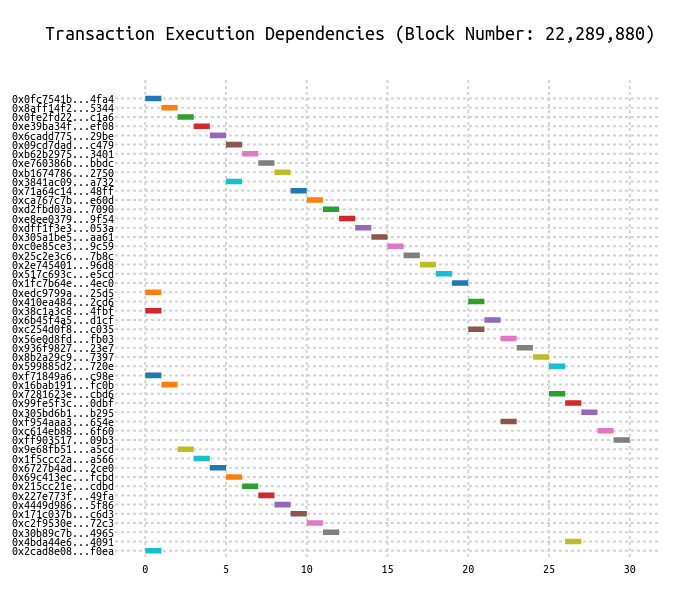 Transaction Execution Dependencies (Block Number: 22,289,880)
0x0fc7541b...4fa4
0x8aff14f2...5344
0x0fe2fd22...c1a6
0xe39ba34f...ef08
0x6cadd775...29be
0x09cd7dad...c479
0xb62b2975...3401
0xe760386b...bbdc
0xb1674786...2750
0x3841ac09...a732
0x71a64c14...48ff
0xca767c7b...e60d
0xd2fbd03a...7090
0xe8ee0379...9f54
0xdff1f3e3...053a
0x305a1be5...aa61
0xc0e85ce3...9c59
0x25c2e3c6...7b8c
0x2e745401...96d8
0x517c693c...e5cd
0x1fc7b64e...4ec0
0xedc9799a...25d5
0x410ea484...2cd6
0x38c1a3c8...4fbf
0x6b45f4a5...d1cf
0xc254d0f8...c035
0x56e0d8fd...fb03
0x936f9827...23e7
0x8b2a29c9...7397
0x599885d2...720e
0xf71849a6...c98e
0x16bab191...fc0b
0x7281623e...cbd6
0x99fe5f3c...0dbf
0x305bd6b1...b295
0xf954aaa3...654e
0xc614eb88...6f60
0xff903517...09b3
0x9e68fb51...a5cd
0x1f5ccc2a...a566
0x6727b4ad...2ce0
0x69c413ec...fcbd
0x215cc21e...cdbd
0x227e773f...49fa
0x4449d986...5f86
0x171c037b...c6d3
0xc2f9530e...72c3
0x30b89c7b...4965
0x4bda44e6...4091
0x2cad8e08...f0ea
0 5 10 15 20 25 30